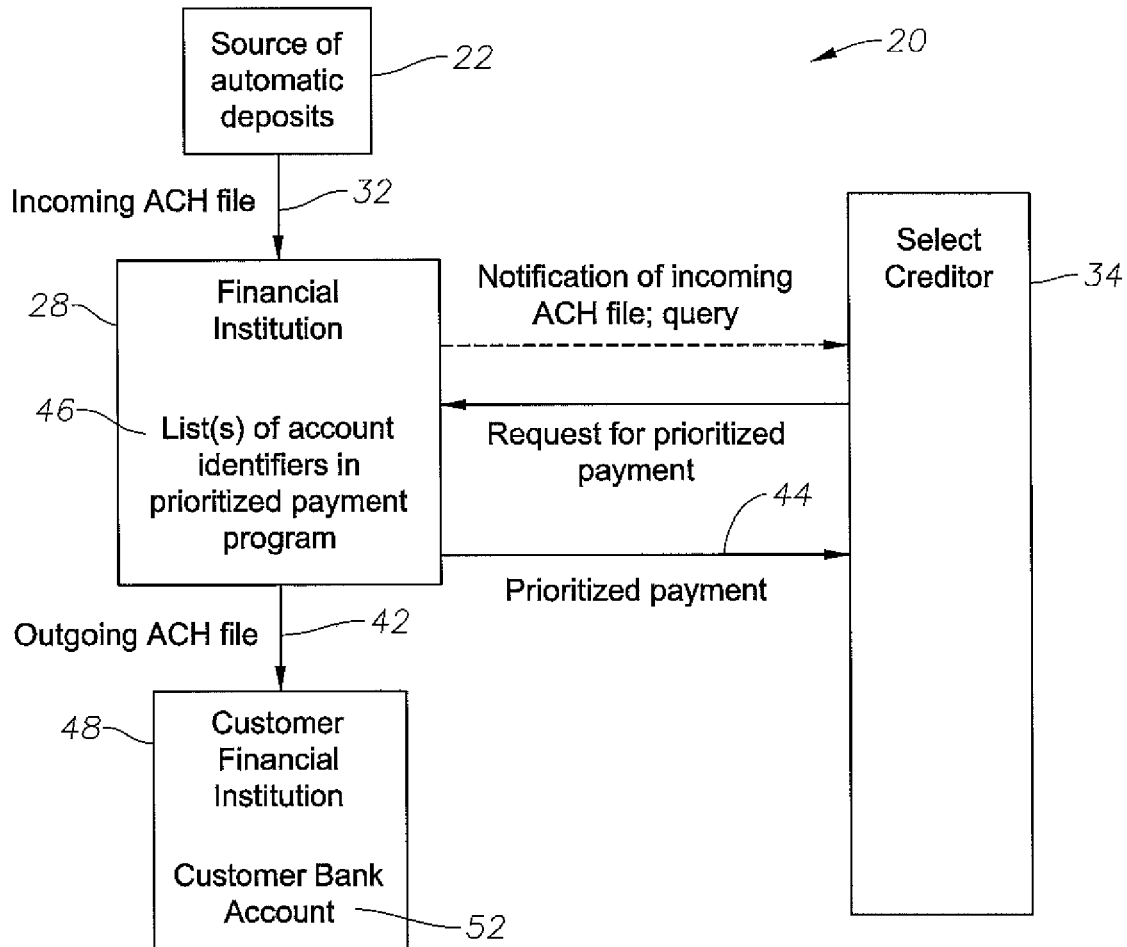 Source of
automatic
deposits
22
20
Incoming ACH file
32
Financial
Institution
28
Notification of incoming
ACH file; query
Select
Creditor
34
46
List(s) of account
identifiers in
prioritized payment
program
Request for prioritized
payment
44
Prioritized payment
Outgoing ACH file
42
48
Customer
Financial
Institution
Customer Bank
Account
52